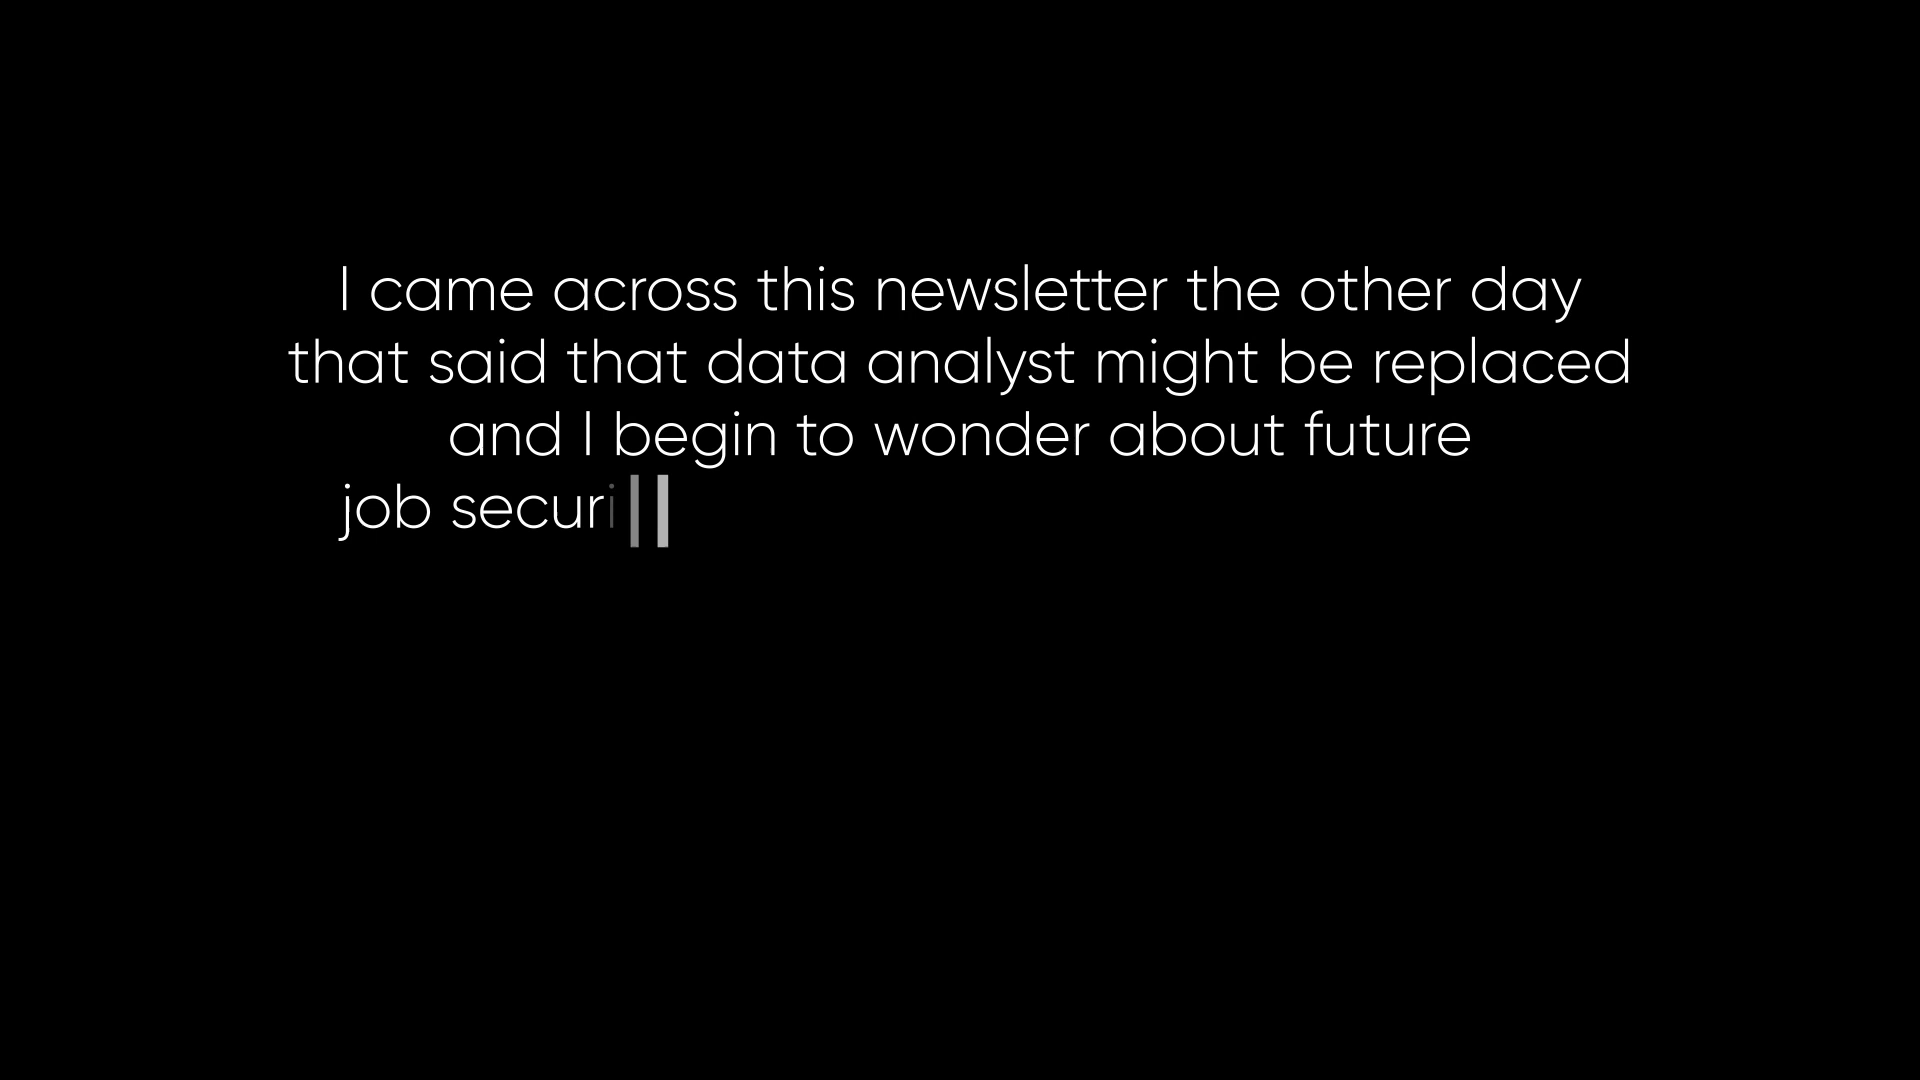 I came across this newsletter the other day
that said that data analyst might be replaced
and I begin to wonder about future
job securi